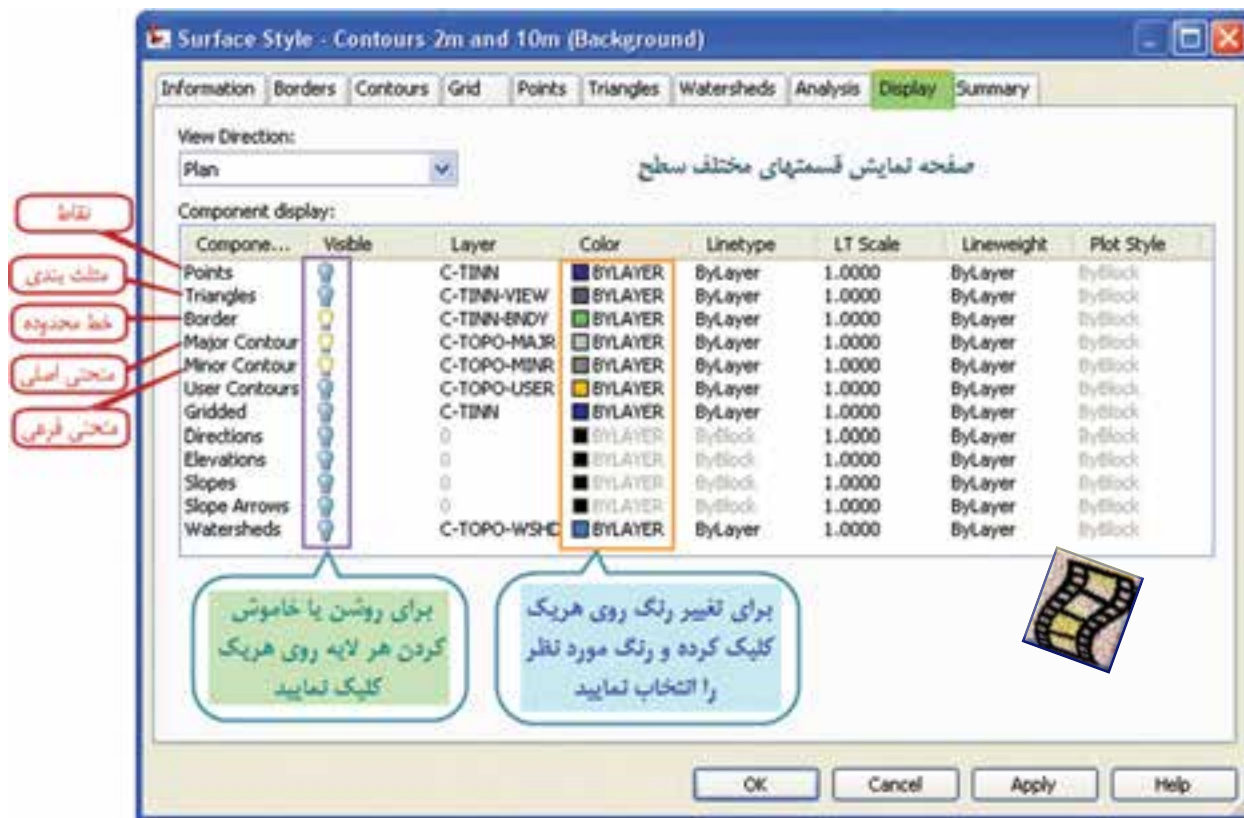 Surface Style - Contours 2m and 10m (Background)
Information Borders Contours Grid Points Triangles Watersheds Analysis Display Summary
View Direction:
Plan
صفحه نمایش قسمتهای مختلف سطح
Component display:
Compone... Visible Layer Color Linetype LT Scale Lineweight Plot Style
Points C-TINN BYLAYER ByLayer 1.0000 ByLayer ByBlock
Triangles C-TINN-VIEW BYLAYER ByLayer 1.0000 ByLayer ByBlock
Border C-TINN-BNDY BYLAYER ByLayer 1.0000 ByLayer ByBlock
Major Contour C-TOPO-MAJR BYLAYER ByLayer 1.0000 ByLayer ByBlock
Minor Contour C-TOPO-MINR BYLAYER ByLayer 1.0000 ByLayer ByBlock
User Contours C-TOPO-USER BYLAYER ByLayer 1.0000 ByLayer ByBlock
Gridded C-TINN BYLAYER ByLayer 1.0000 ByLayer ByBlock
Directions 0 BYLAYER ByBlock 1.0000 ByLayer ByBlock
Elevations 0 BYLAYER ByBlock 1.0000 ByLayer ByBlock
Slopes 0 BYLAYER ByBlock 1.0000 ByLayer ByBlock
Slope Arrows 0 BYLAYER ByBlock 1.0000 ByLayer ByBlock
Watersheds C-TOPO-WSHD BYLAYER ByLayer 1.0000 ByLayer ByBlock
نقاط
مثلث بندی
خط محدوده
منحنی اصلی
منحنی فرعی
برای روشن یا خاموش
کردن هر لایه روی هریک
کلیک نمایید
برای تغییر رنگ روی هریک
کلیک کرده و رنگ مورد نظر
را انتخاب نمایید
OK Cancel Apply Help